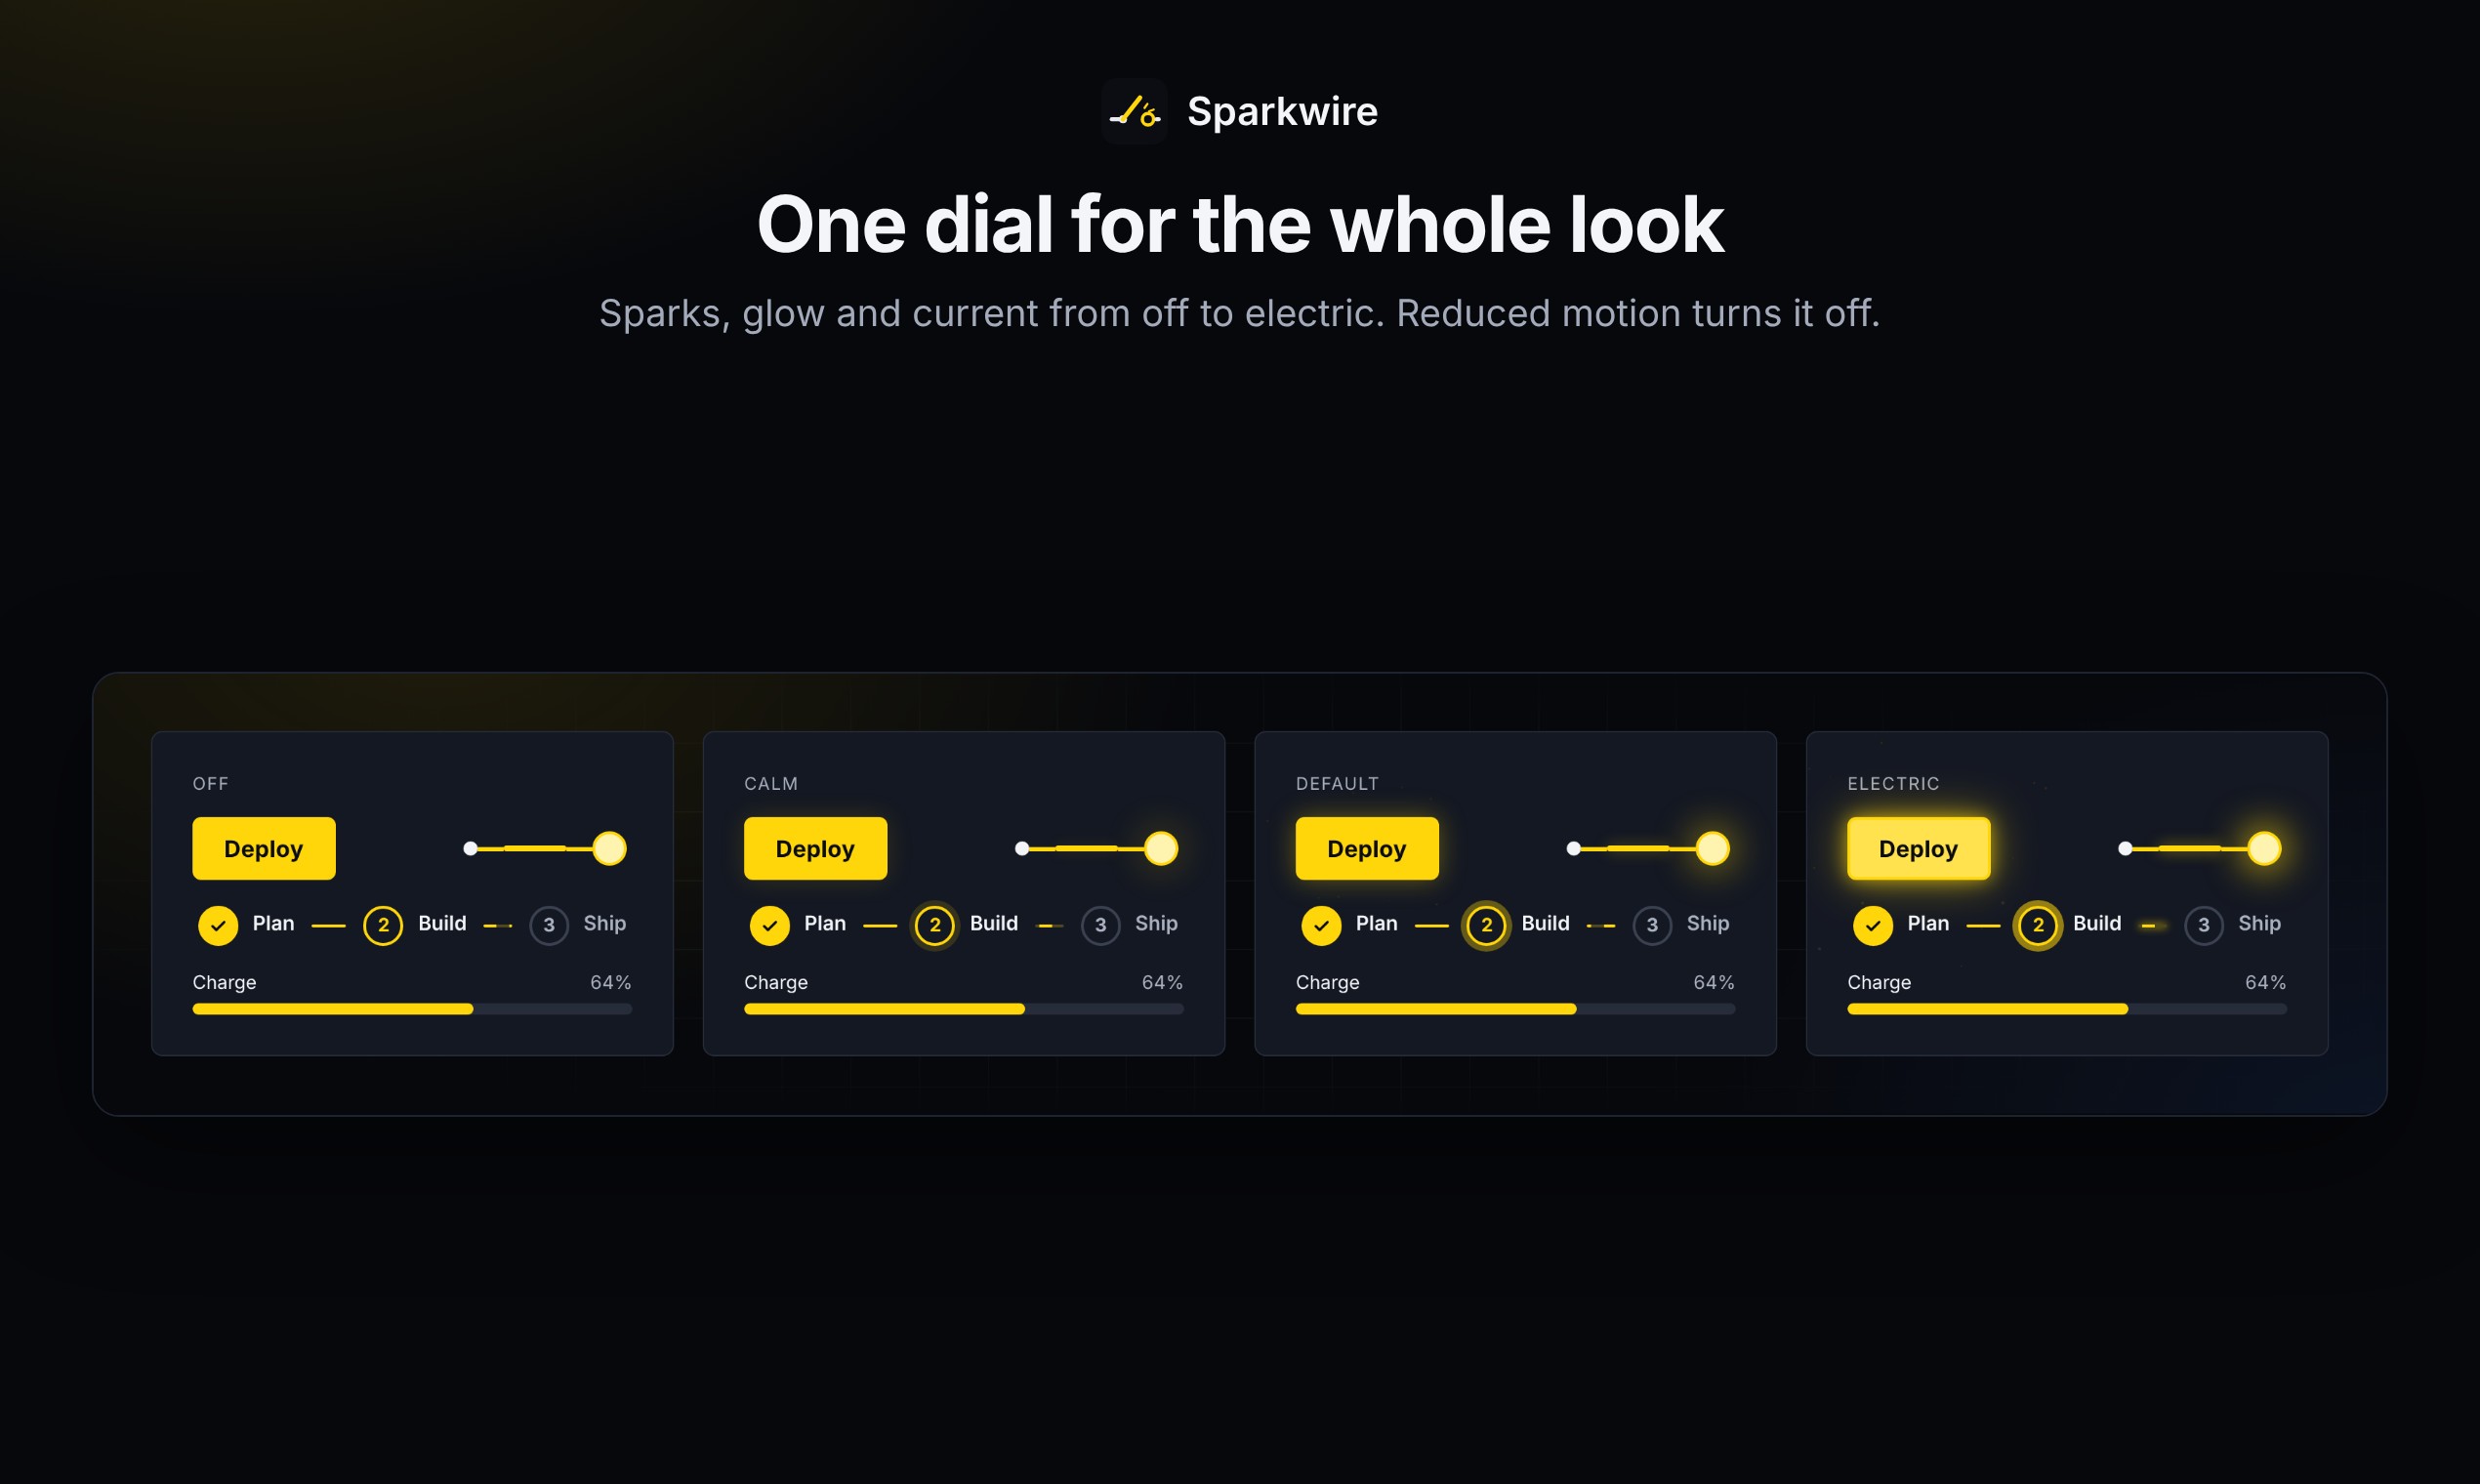 Sparkwire
One dial for the whole look
Sparks, glow and current from off to electric. Reduced motion turns it off.
OFF
Deploy
Plan 2 Build 3 Ship
Charge 64%
CALM
Deploy
Plan 2 Build 3 Ship
Charge 64%
DEFAULT
Deploy
Plan 2 Build 3 Ship
Charge 64%
ELECTRIC
Deploy
Plan 2 Build 3 Ship
Charge 64%